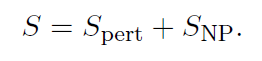 S = S_pert + S_NP.